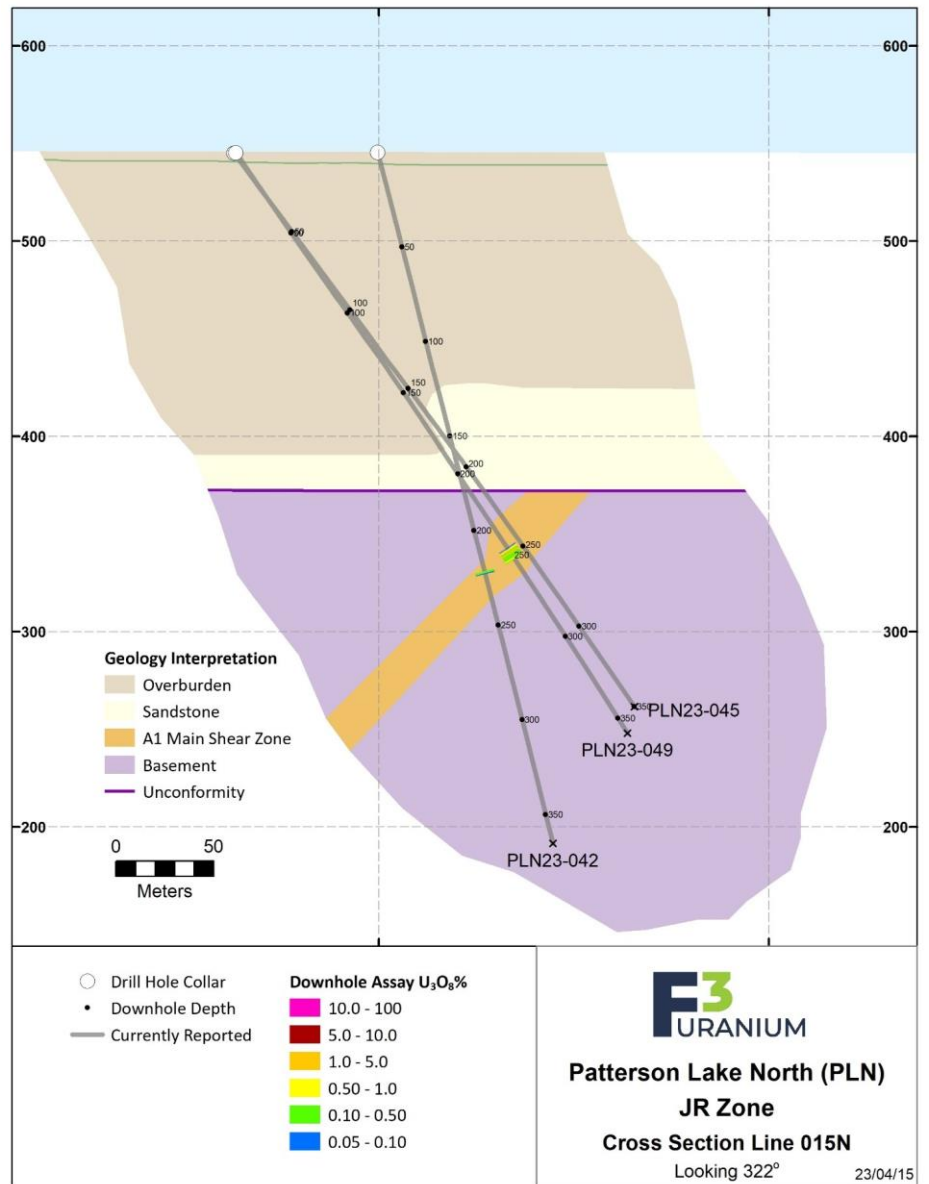 600
600
500
500
400
400
300
300
200
200
50
50
100
100
100
150
150
150
200
200
200
250
250
250
300
300
300
350
350
350
PLN23-045
PLN23-049
PLN23-042
Geology Interpretation
Overburden
Sandstone
A1 Main Shear Zone
Basement
Unconformity
0 50
Meters
Drill Hole Collar
Downhole Depth
Currently Reported
Downhole Assay U₃O₈%
10.0 - 100
5.0 - 10.0
1.0 - 5.0
0.50 - 1.0
0.10 - 0.50
0.05 - 0.10
F3
URANIUM
Patterson Lake North (PLN)
JR Zone
Cross Section Line 015N
Looking 322°
23/04/15